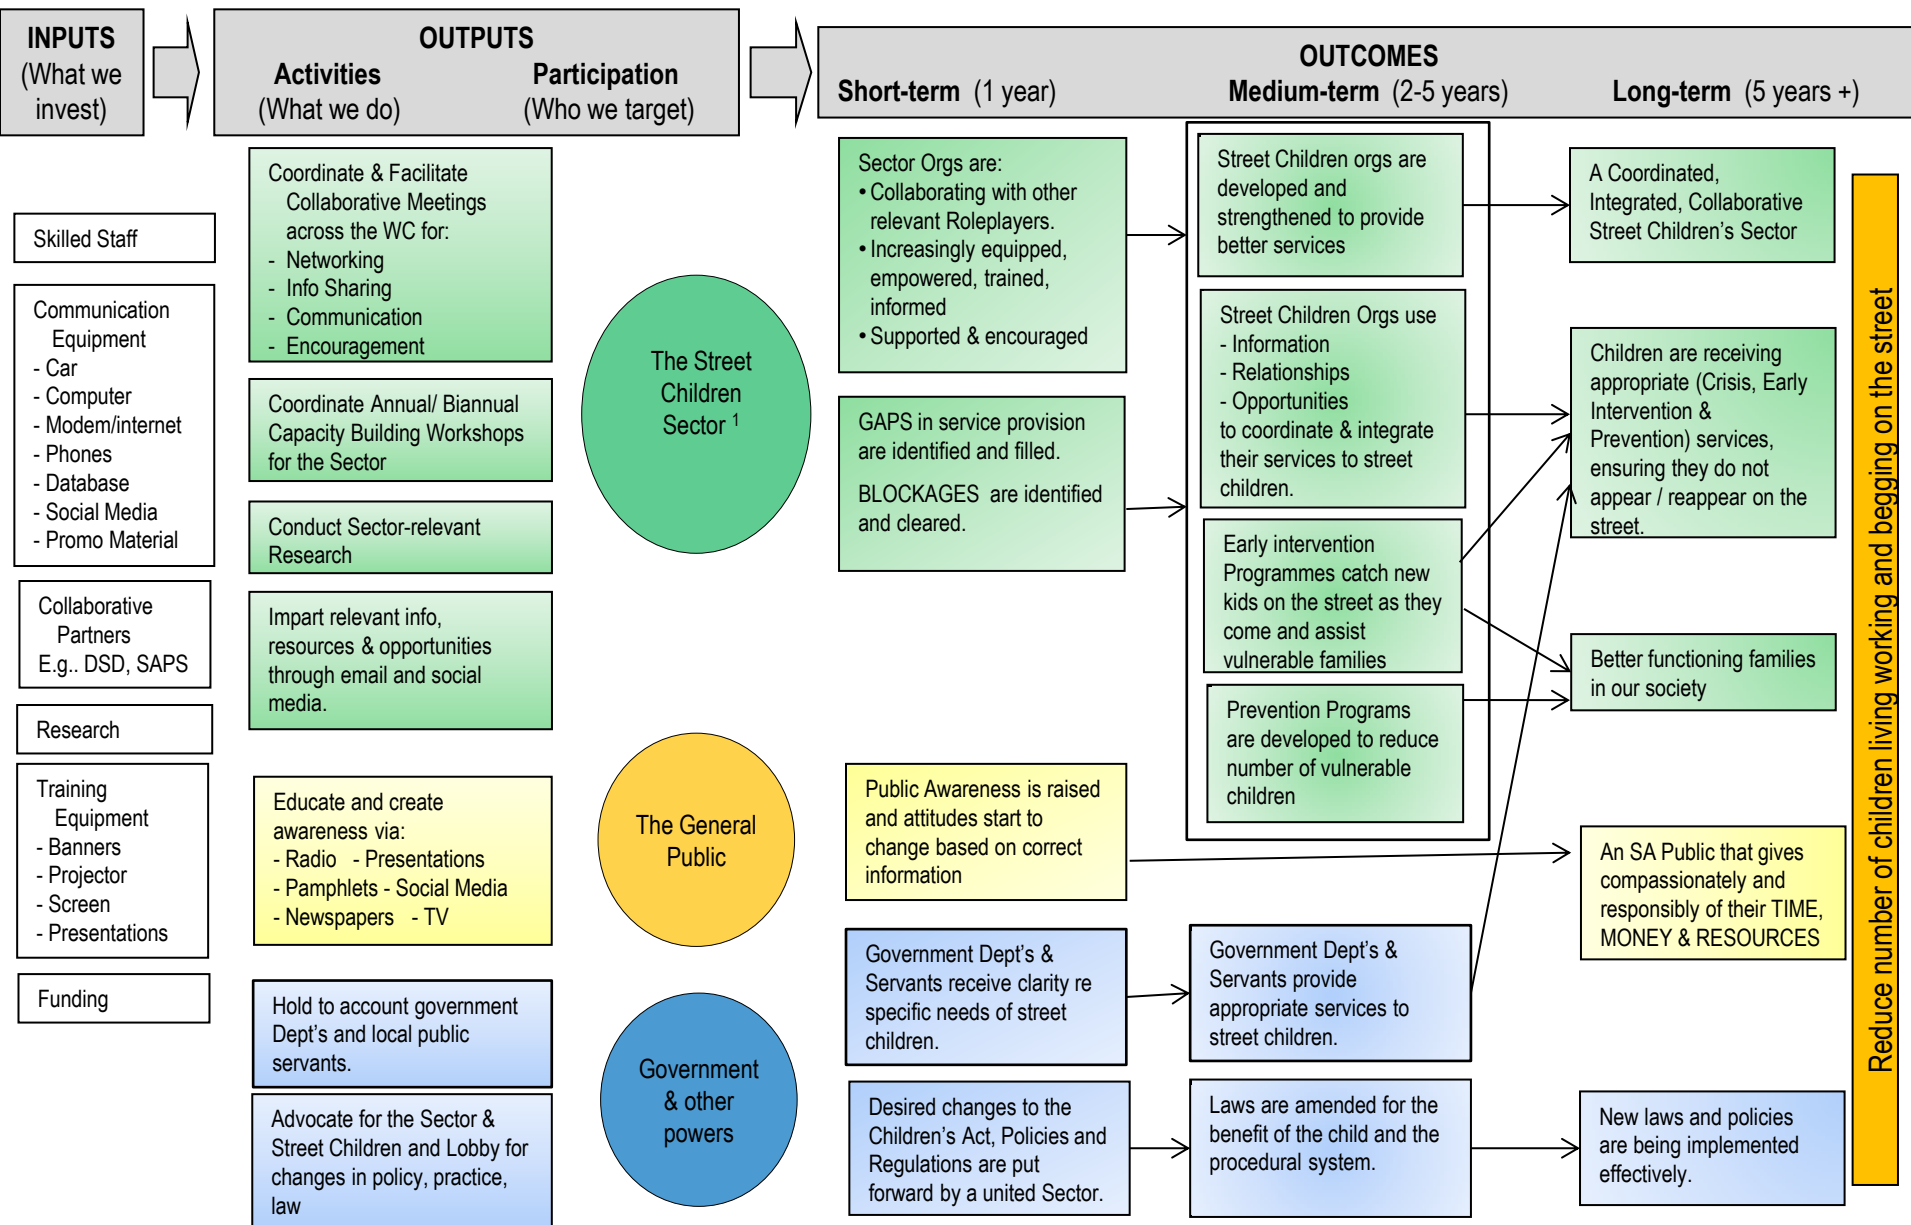 INPUTS
(What we
invest)
OUTPUTS
Activities
(What we do)
Participation
(Who we target)
OUTCOMES
Short-term (1 year)
Medium-term (2-5 years)
Long-term (5 years +)
Skilled Staff
Communication
Equipment
- Car
- Computer
- Modem/internet
- Phones
- Database
- Social Media
- Promo Material
Collaborative
Partners
E.g.. DSD, SAPS
Research
Training
Equipment
- Banners
- Projector
- Screen
- Presentations
Funding
Coordinate & Facilitate
Collaborative Meetings
across the WC for:
- Networking
- Info Sharing
- Communication
- Encouragement
Coordinate Annual/ Biannual
Capacity Building Workshops
for the Sector
Conduct Sector-relevant
Research
Impart relevant info,
resources & opportunities
through email and social
media.
Educate and create
awareness via:
- Radio - Presentations
- Pamphlets - Social Media
- Newspapers - TV
Hold to account government
Dept's and local public
servants.
Advocate for the Sector &
Street Children and Lobby for
changes in policy, practice,
law
The Street
Children
Sector 1
The General
Public
Government
& other
powers
Sector Orgs are:
• Collaborating with other
relevant Roleplayers.
• Increasingly equipped,
empowered, trained,
informed
• Supported & encouraged
GAPS in service provision
are identified and filled.
BLOCKAGES are identified
and cleared.
Public Awareness is raised
and attitudes start to
change based on correct
information
Government Dept's &
Servants receive clarity re
specific needs of street
children.
Desired changes to the
Children's Act, Policies and
Regulations are put
forward by a united Sector.
Street Children orgs are
developed and
strengthened to provide
better services
Street Children Orgs use
- Information
- Relationships
- Opportunities
to coordinate & integrate
their services to street
children.
Early intervention
Programmes catch new
kids on the street as they
come and assist
vulnerable families
Prevention Programs
are developed to reduce
number of vulnerable
children
Government Dept's &
Servants provide
appropriate services to
street children.
Laws are amended for the
benefit of the child and the
procedural system.
A Coordinated,
Integrated, Collaborative
Street Children's Sector
Children are receiving
appropriate (Crisis, Early
Intervention &
Prevention) services,
ensuring they do not
appear / reappear on the
street.
Better functioning families
in our society
An SA Public that gives
compassionately and
responsibly of their TIME,
MONEY & RESOURCES
New laws and policies
are being implemented
effectively.
Reduce number of children living working and begging on the street